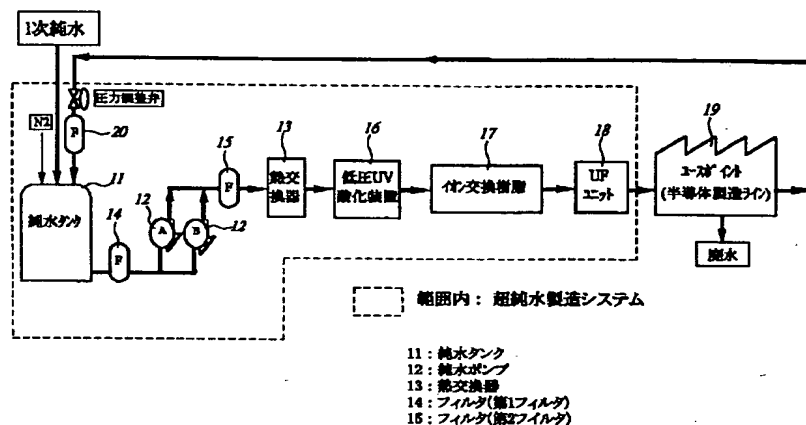 1次純水
圧力調整弁
N2
F
20
11
純水タンク
14
F
12
A
B
12
15
F
13
熱交
換器
16
低圧UV
酸化装置
17
イオン交換樹脂
18
UF
ユニット
19
ユースポイント
(半導体製造ライン)
廃水
範囲内： 超純水製造システム
11：純水タンク
12：純水ポンプ
13：熱交換器
14：フィルタ(第1フィルタ)
15：フィルタ(第2フイルタ)